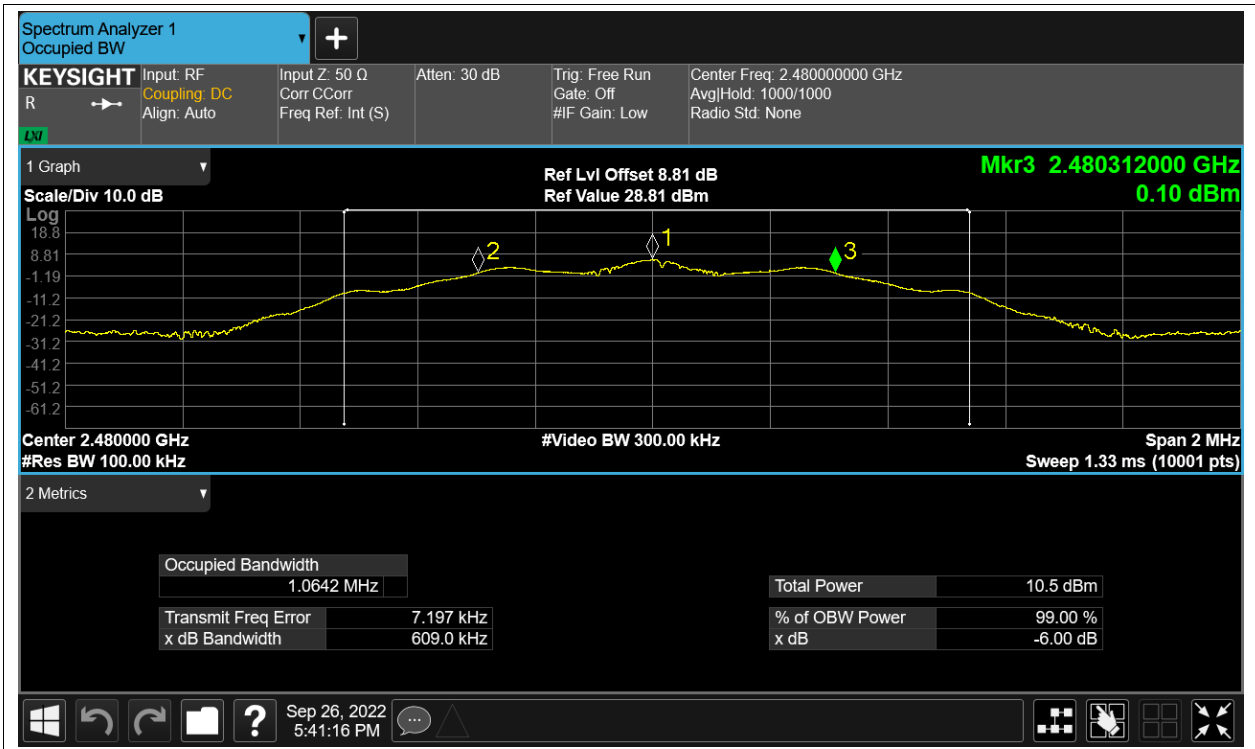 Spectrum Analyzer 1
Occupied BW
KEYSIGHT
R
LXI
Input: RF
Coupling: DC
Align: Auto
Input Z: 50 Ω
Corr CCorr
Freq Ref: Int (S)
Atten: 30 dB
Trig: Free Run
Gate: Off
#IF Gain: Low
Center Freq: 2.480000000 GHz
Avg|Hold: 1000/1000
Radio Std: None
1 Graph
Scale/Div 10.0 dB
Ref Lvl Offset 8.81 dB
Ref Value 28.81 dBm
Mkr3 2.480312000 GHz
0.10 dBm
Log
18.8
8.81
-1.19
-11.2
-21.2
-31.2
-41.2
-51.2
-61.2
2
1
3
Center 2.480000 GHz
#Video BW 300.00 kHz
Span 2 MHz
#Res BW 100.00 kHz
Sweep 1.33 ms (10001 pts)
2 Metrics
Occupied Bandwidth
1.0642 MHz
Total Power 10.5 dBm
Transmit Freq Error 7.197 kHz
% of OBW Power 99.00 %
x dB Bandwidth 609.0 kHz
x dB -6.00 dB
?
Sep 26, 2022
5:41:16 PM